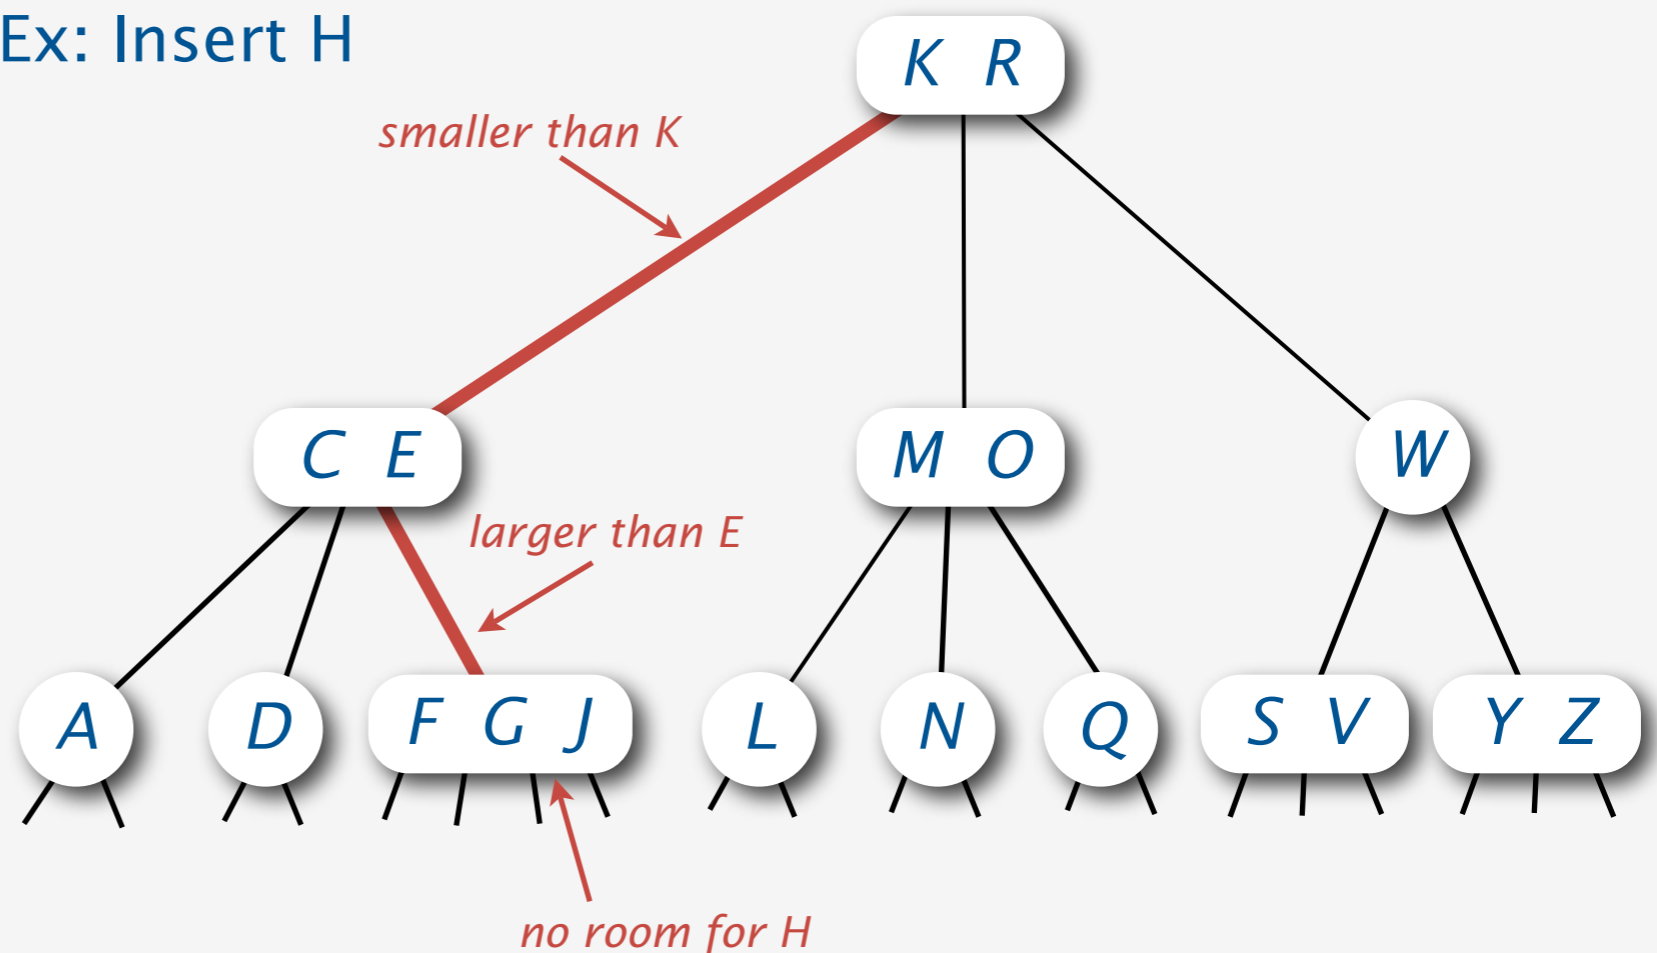 Ex: Insert H
K R
smaller than K
C E
M O
W
larger than E
A
D
F G J
L
N
Q
S V
Y Z
no room for H